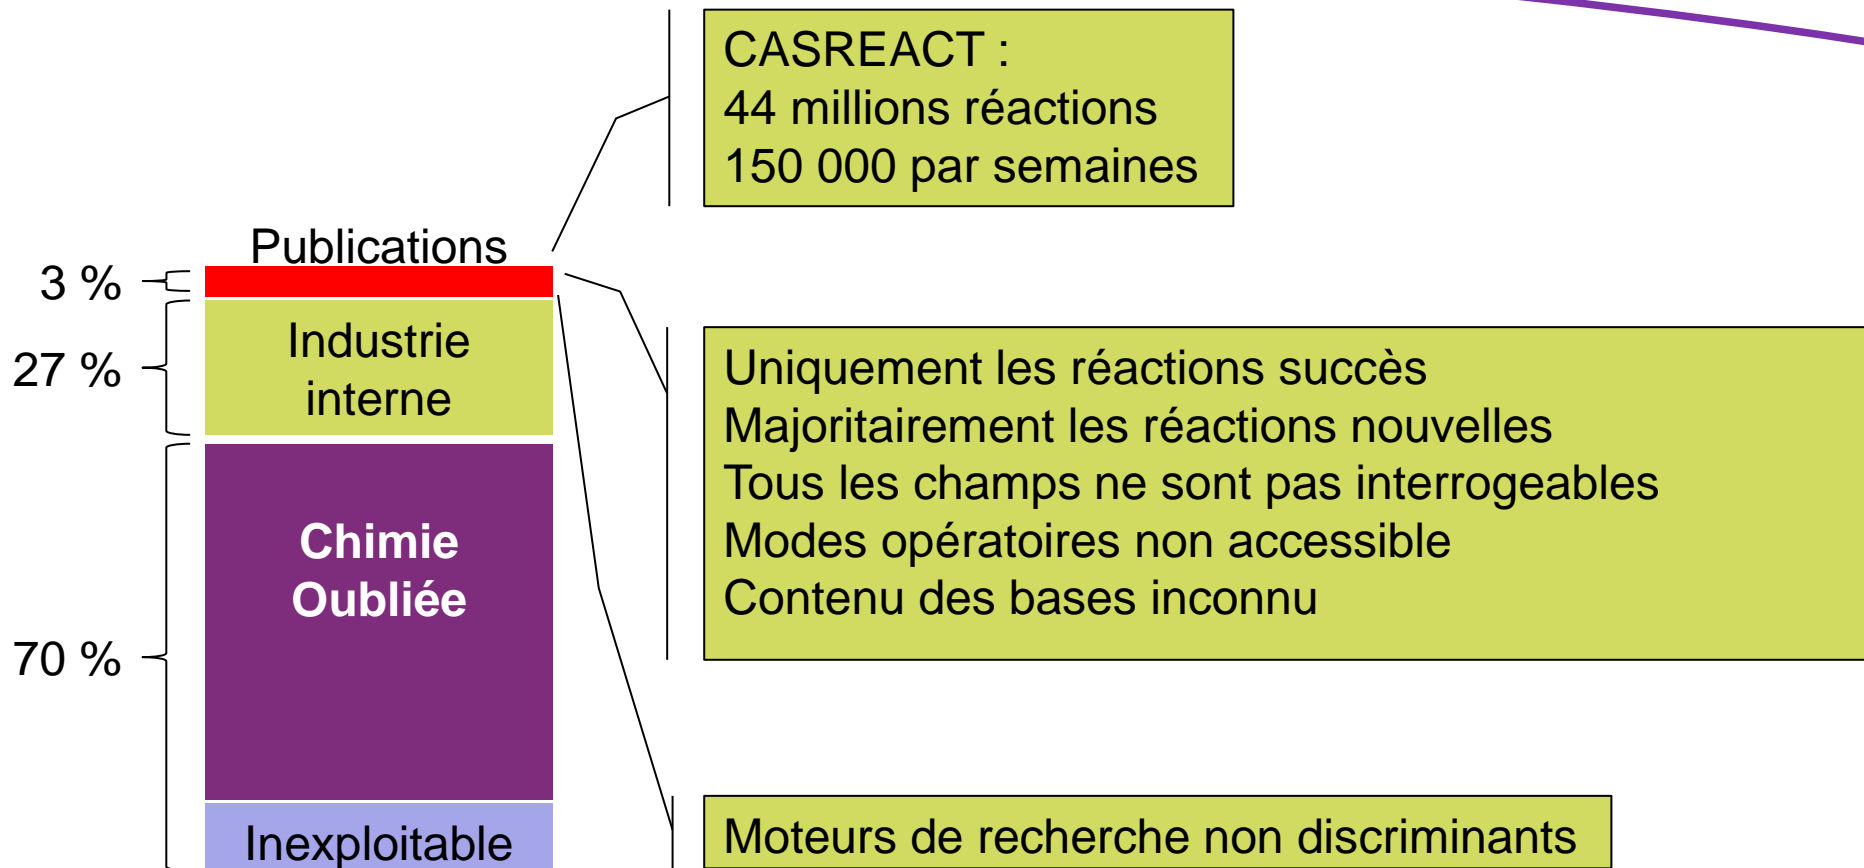 CASREACT :
44 millions réactions
150 000 par semaines
Publications
3 %
Industrie
interne
27 %
Uniquement les réactions succès
Majoritairement les réactions nouvelles
Tous les champs ne sont pas interrogeables
Modes opératoires non accessible
Contenu des bases inconnu
Chimie
Oubliée
70 %
Inexploitable
Moteurs de recherche non discriminants